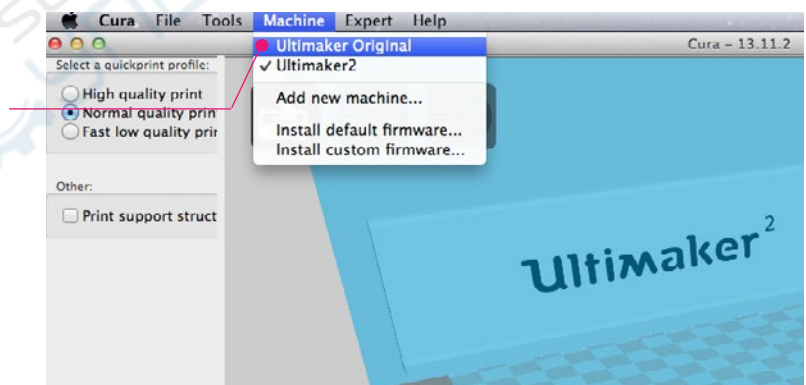 Cura File Tools Machine Expert Help
Cura – 13.11.2
Select a quickprint profile:
High quality print
Normal quality prin
Fast low quality prin
Other:
Print support struct
Ultimaker Original
✓ Ultimaker2
Add new machine...
Install default firmware...
Install custom firmware...
Ultimaker²